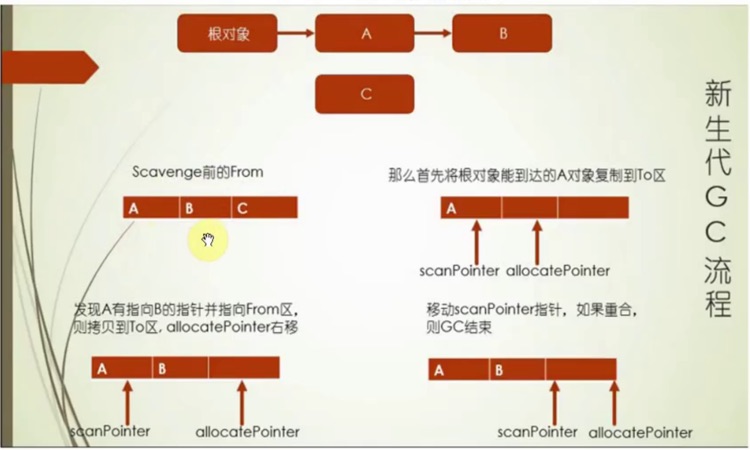 根对象
A
B
C
新生代GC流程
Scavenge前的From
A B C
那么首先将根对象能到达的A对象复制到To区
A
scanPointer allocatePointer
发现A有指向B的指针并指向From区，
则拷贝到To区, allocatePointer右移
A B
scanPointer allocatePointer
移动scanPointer指针，如果重合，
则GC结束
A B
scanPointer allocatePointer